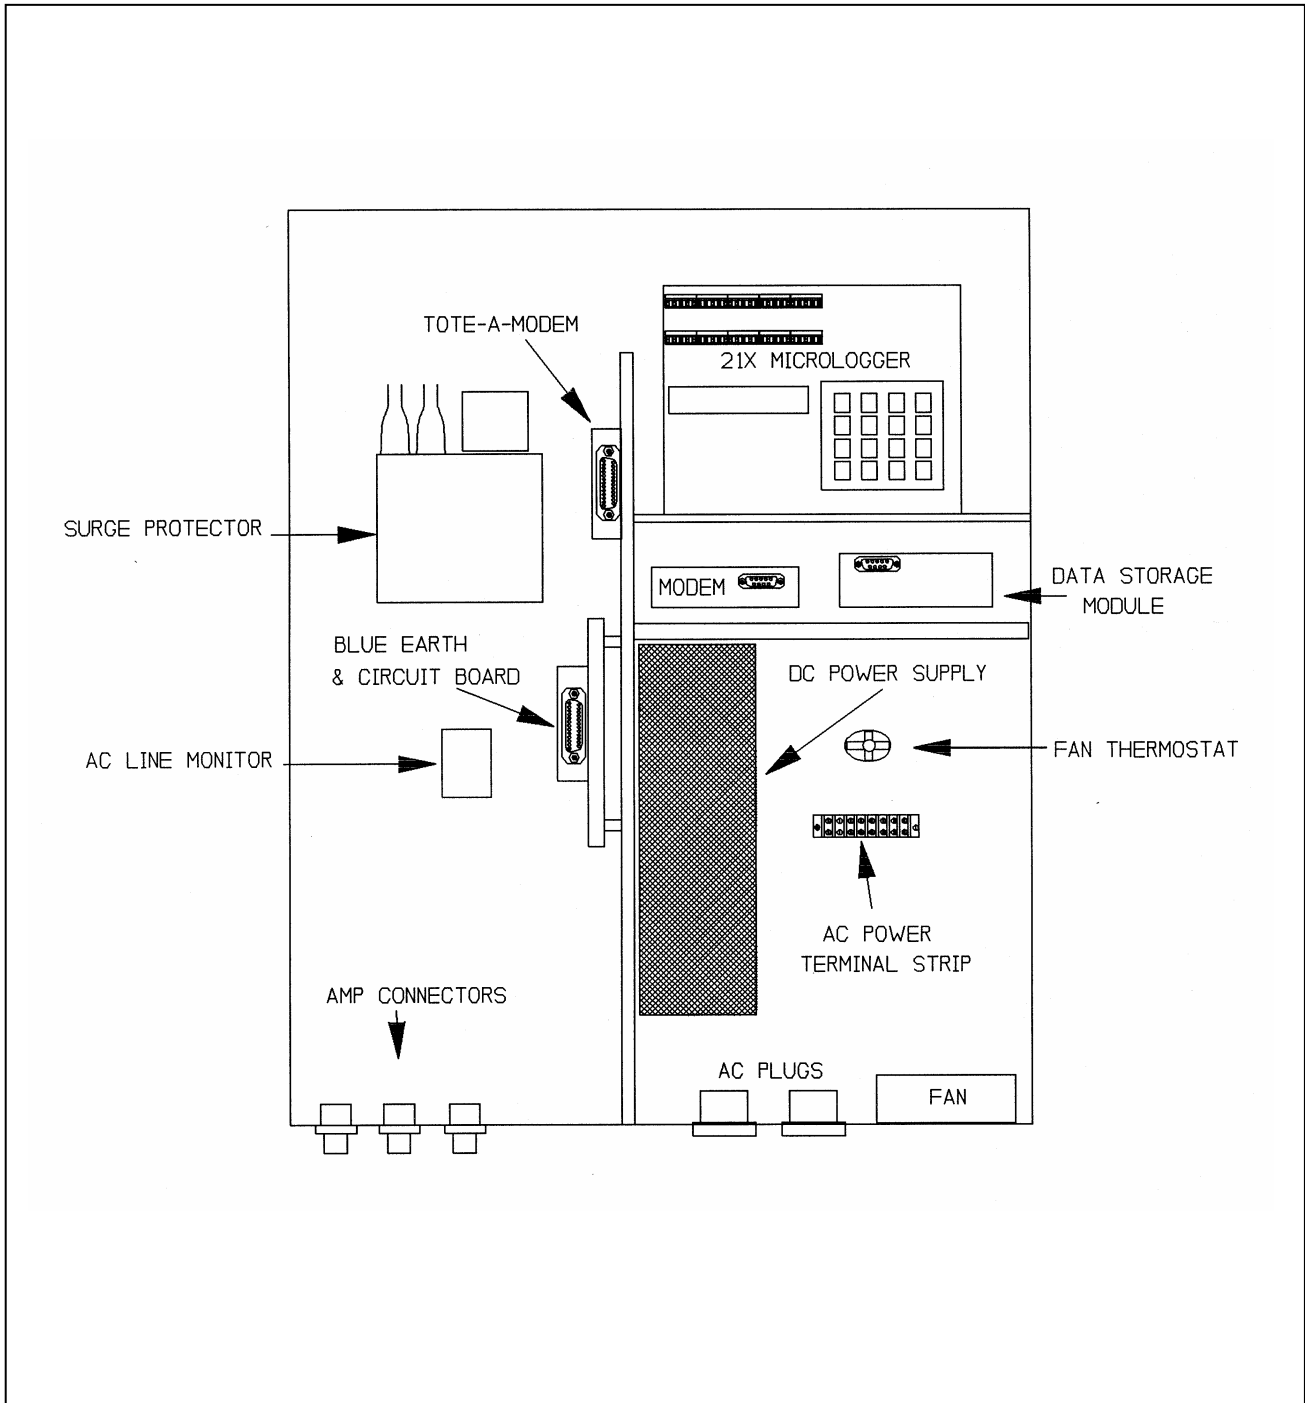 TOTE-A-MODEM
21X MICROLOGGER
SURGE PROTECTOR
MODEM
DATA STORAGE
MODULE
BLUE EARTH
& CIRCUIT BOARD
DC POWER SUPPLY
AC LINE MONITOR
FAN THERMOSTAT
AC POWER
TERMINAL STRIP
AMP CONNECTORS
AC PLUGS
FAN